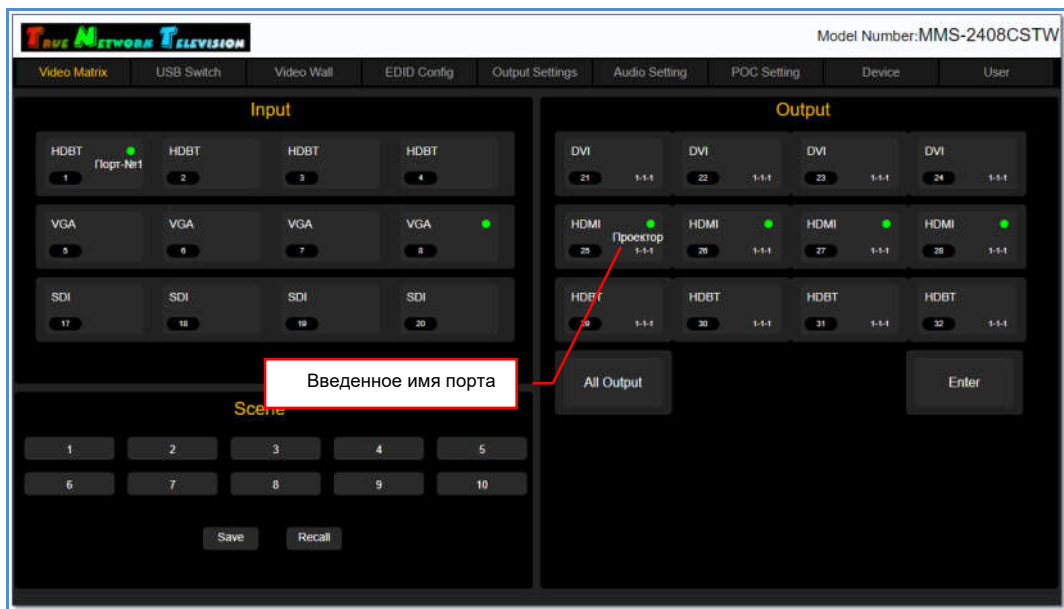 True Network Television
Model Number:MMS-2408CSTW
Video Matrix USB Switch Video Wall EDID Config Output Settings Audio Setting POC Setting Device User
Input
HDBT Порт-№1 1
HDBT 2
HDBT 3
HDBT 4
VGA 5
VGA 6
VGA 7
VGA 8
SDI 17
SDI 18
SDI 19
SDI 20
Output
DVI 21 1-1-1
DVI 22 1-1-1
DVI 23 1-1-1
DVI 24 1-1-1
HDMI Проектор 25 1-1-1
HDMI 26 1-1-1
HDMI 27 1-1-1
HDMI 28 1-1-1
HDBT 29 1-1-1
HDBT 30 1-1-1
HDBT 31 1-1-1
HDBT 32 1-1-1
Введенное имя порта
All Output
Enter
Scene
1 2 3 4 5
6 7 8 9 10
Save Recall